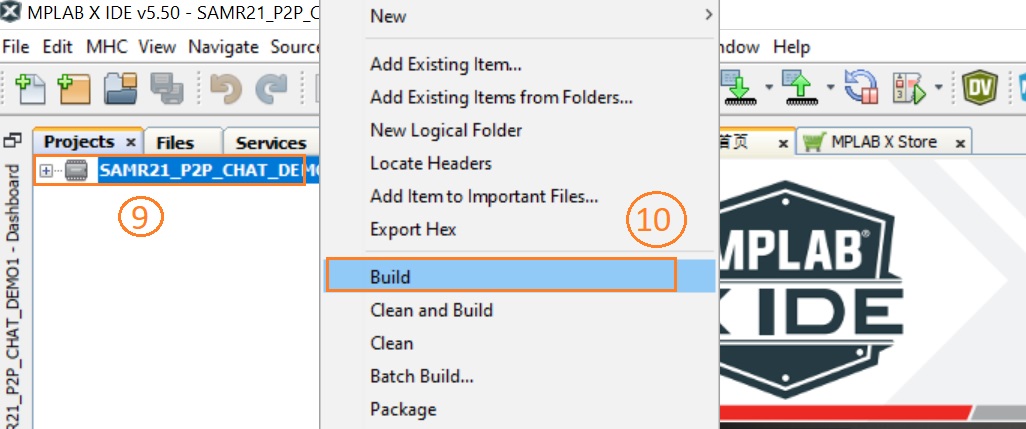 MPLAB X IDE v5.50 - SAMR21_P2P_C
File Edit MHC View Navigate Source
dow Help
Projects × Files Services
首页 × MPLAB X Store ×
SAMR21_P2P_CHAT_DEM
9
R21_P2P_CHAT_DEMO1 - Dashboard
New
Add Existing Item...
Add Existing Items from Folders...
New Logical Folder
Locate Headers
Add Item to Important Files...
Export Hex
10
Build
Clean and Build
Clean
Batch Build...
Package
DV
MPLAB®
X IDE